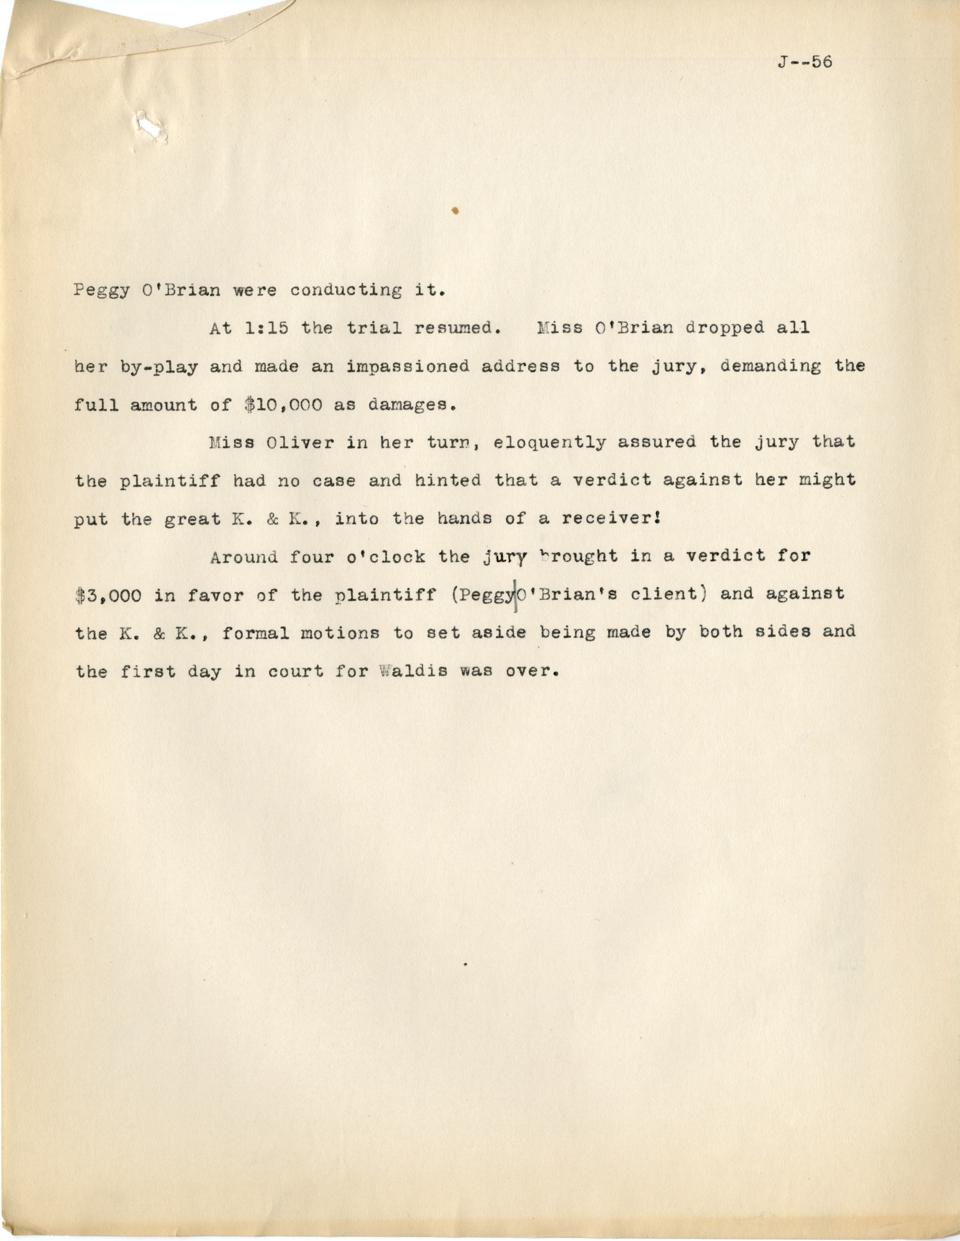 J--56
Peggy O'Brian were conducting it.
At 1:15 the trial resumed. Miss O'Brian dropped all
her by-play and made an impassioned address to the jury, demanding the
full amount of $10,000 as damages.
Miss Oliver in her turn, eloquently assured the jury that
the plaintiff had no case and hinted that a verdict against her might
put the great K. & K., into the hands of a receiver!
Around four o'clock the jury brought in a verdict for
$3,000 in favor of the plaintiff (Peggy|O'Brian's client) and against
the K. & K., formal motions to set aside being made by both sides and
the first day in court for Waldis was over.